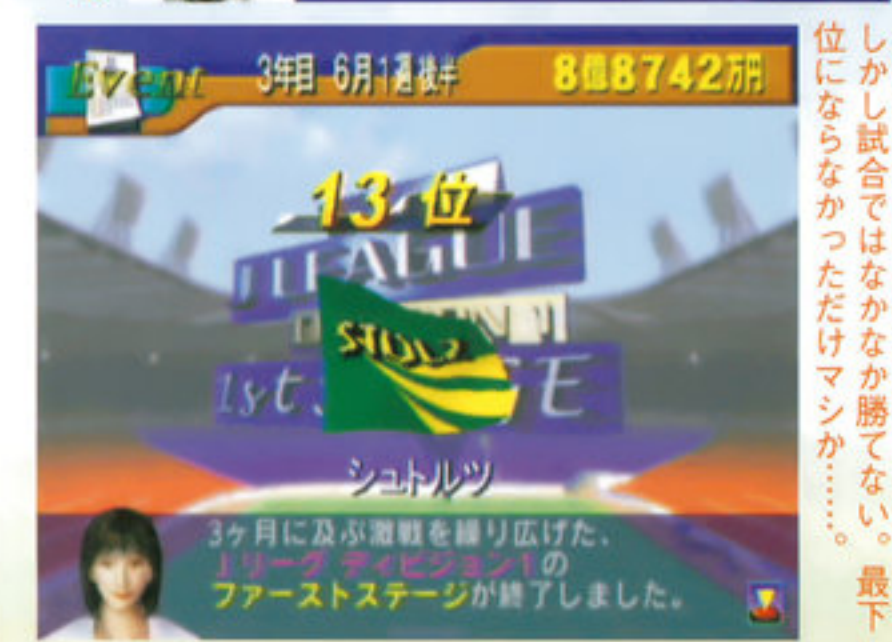 Event
3年目 6月1週後半
8億8742万円
13 位
J LEAGUE
1st
STOLZ
シュトルツ
3ヶ月に及ぶ激戦を繰り広げた、
Jリーグ ディビジョン1の
ファーストステージが終了しました。
しかし試合ではなかなか勝てない。最下
位にならなかっただけマシか……。